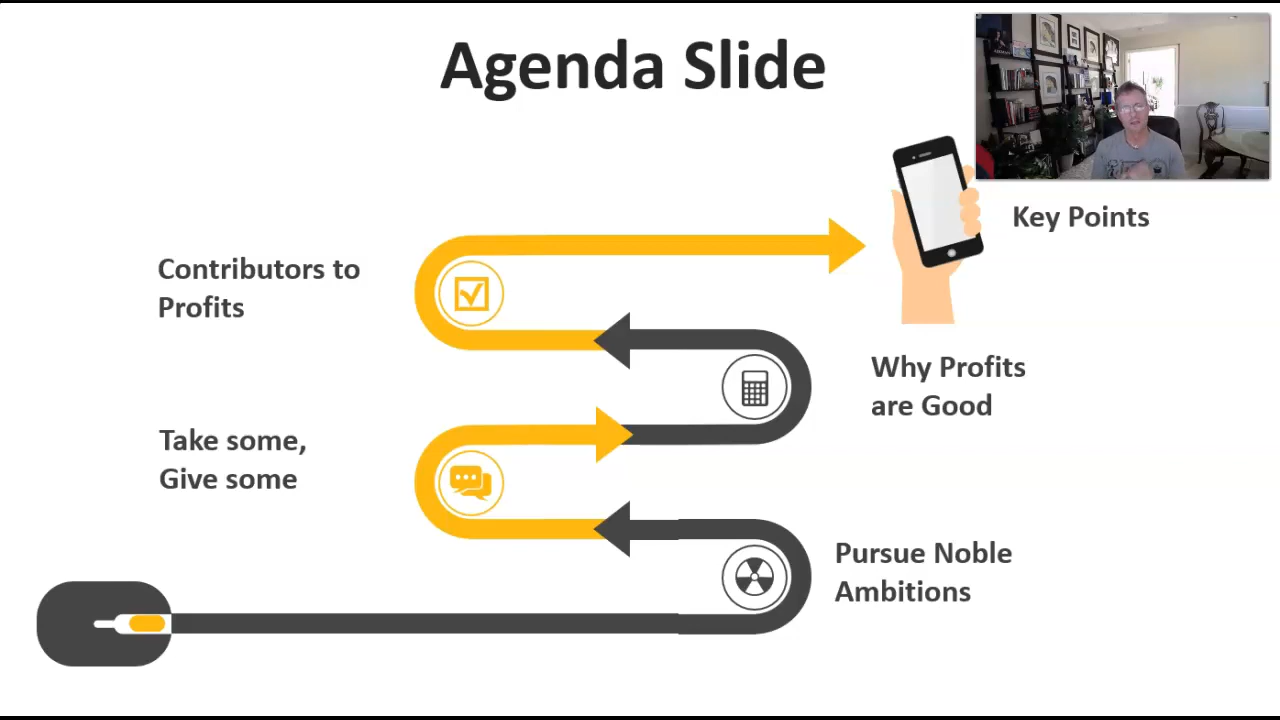 Agenda Slide
Key Points
Contributors to
Profits
Why Profits
are Good
Take some,
Give some
Pursue Noble
Ambitions